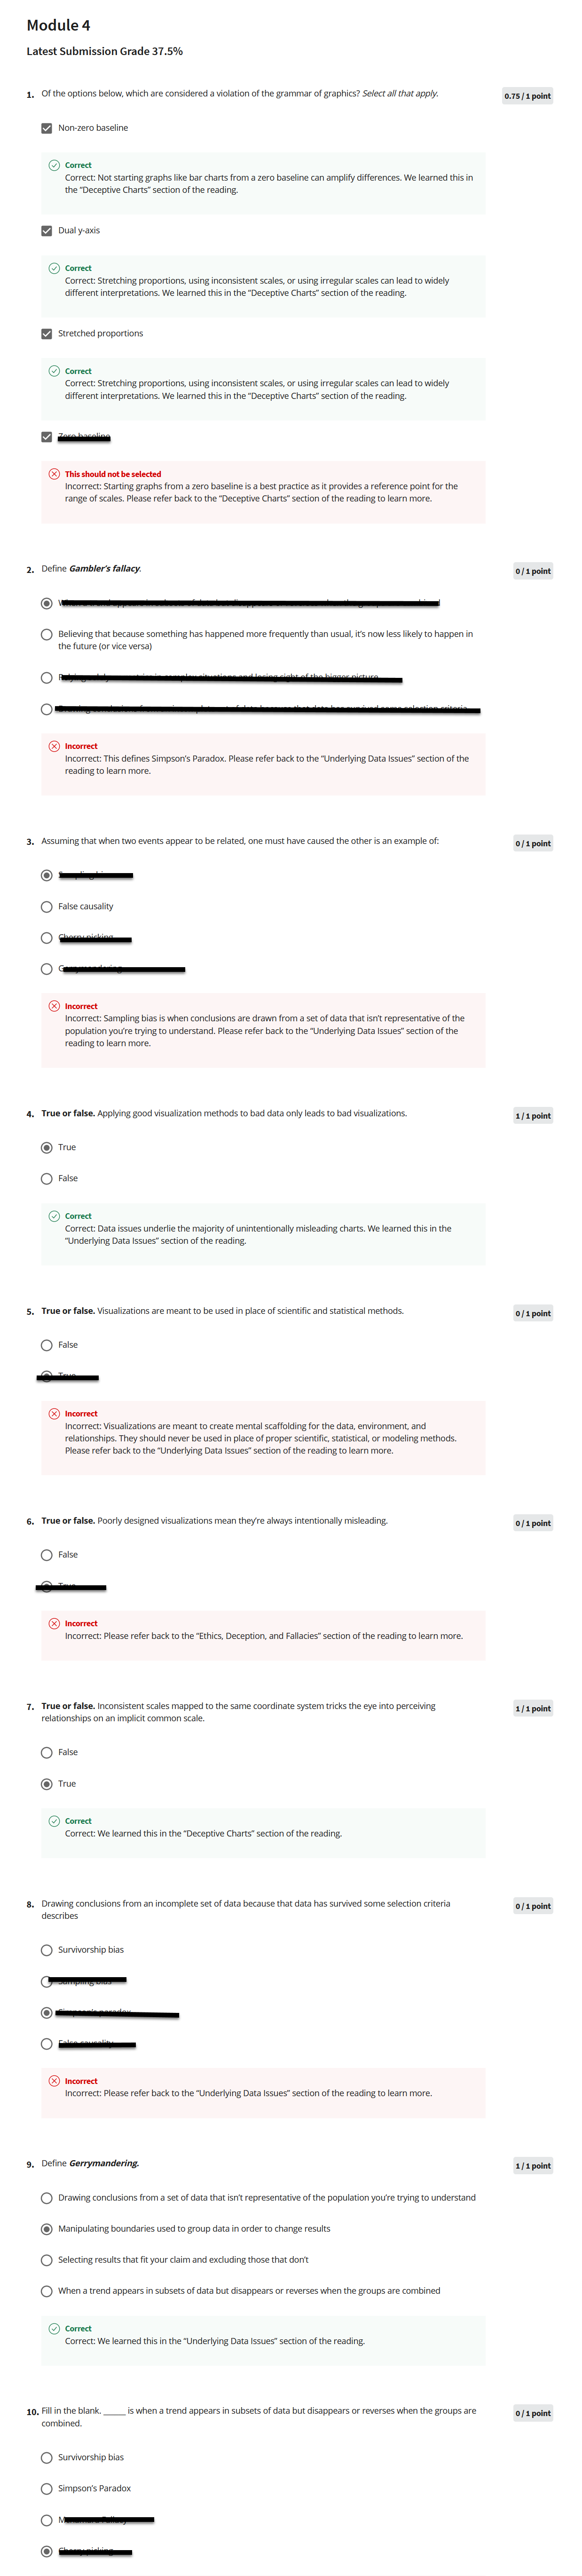 Module 4
Latest Submission Grade 37.5%
1. Of the options below, which are considered a violation of the grammar of graphics? Select all that apply.
0.75 / 1 point
Non-zero baseline
Correct
Correct: Not starting graphs like bar charts from a zero baseline can amplify differences. We learned this in
the “Deceptive Charts” section of the reading.
Dual y-axis
Correct
Correct: Stretching proportions, using inconsistent scales, or using irregular scales can lead to widely
different interpretations. We learned this in the “Deceptive Charts” section of the reading.
Stretched proportions
Correct
Correct: Stretching proportions, using inconsistent scales, or using irregular scales can lead to widely
different interpretations. We learned this in the “Deceptive Charts” section of the reading.
Zero baseline
This should not be selected
Incorrect: Starting graphs from a zero baseline is a best practice as it provides a reference point for the
range of scales. Please refer back to the “Deceptive Charts” section of the reading to learn more.
2. Define Gambler's fallacy.
0 / 1 point
Believing that because something has happened more frequently than usual, it's now less likely to happen in
the future (or vice versa)
Incorrect
Incorrect: This defines Simpson's Paradox. Please refer back to the “Underlying Data Issues” section of the
reading to learn more.
3. Assuming that when two events appear to be related, one must have caused the other is an example of:
0 / 1 point
False causality
Cherry picking
Incorrect
Incorrect: Sampling bias is when conclusions are drawn from a set of data that isn't representative of the
population you're trying to understand. Please refer back to the “Underlying Data Issues” section of the
reading to learn more.
4. True or false. Applying good visualization methods to bad data only leads to bad visualizations.
1 / 1 point
True
False
Correct
Correct: Data issues underlie the majority of unintentionally misleading charts. We learned this in the
“Underlying Data Issues” section of the reading.
5. True or false. Visualizations are meant to be used in place of scientific and statistical methods.
0 / 1 point
False
True
Incorrect
Incorrect: Visualizations are meant to create mental scaffolding for the data, environment, and
relationships. They should never be used in place of proper scientific, statistical, or modeling methods.
Please refer back to the “Underlying Data Issues” section of the reading to learn more.
6. True or false. Poorly designed visualizations mean they're always intentionally misleading.
0 / 1 point
False
True
Incorrect
Incorrect: Please refer back to the “Ethics, Deception, and Fallacies” section of the reading to learn more.
7. True or false. Inconsistent scales mapped to the same coordinate system tricks the eye into perceiving
relationships on an implicit common scale.
1 / 1 point
False
True
Correct
Correct: We learned this in the “Deceptive Charts” section of the reading.
8. Drawing conclusions from an incomplete set of data because that data has survived some selection criteria
describes
0 / 1 point
Survivorship bias
Sampling bias
Simpson's paradox
False causality
Incorrect
Incorrect: Please refer back to the “Underlying Data Issues” section of the reading to learn more.
9. Define Gerrymandering.
1 / 1 point
Drawing conclusions from a set of data that isn't representative of the population you're trying to understand
Manipulating boundaries used to group data in order to change results
Selecting results that fit your claim and excluding those that don't
When a trend appears in subsets of data but disappears or reverses when the groups are combined
Correct
Correct: We learned this in the “Underlying Data Issues” section of the reading.
10. Fill in the blank. _____ is when a trend appears in subsets of data but disappears or reverses when the groups are
combined.
0 / 1 point
Survivorship bias
Simpson's Paradox
Cherry picking